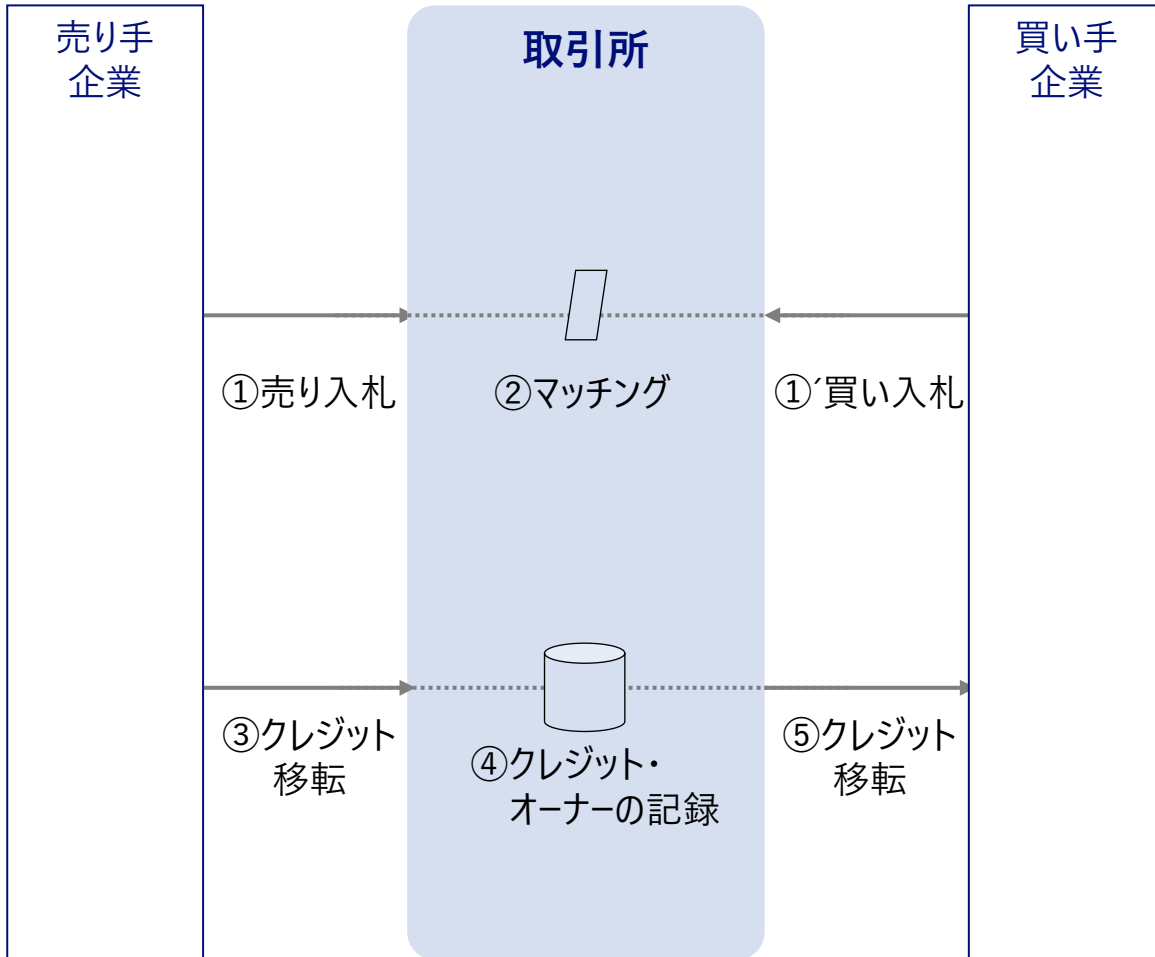 売り手
企業
取引所
買い手
企業
①売り入札
②マッチング
①´買い入札
③クレジット
移転
④クレジット・
オーナーの記録
⑤クレジット
移転